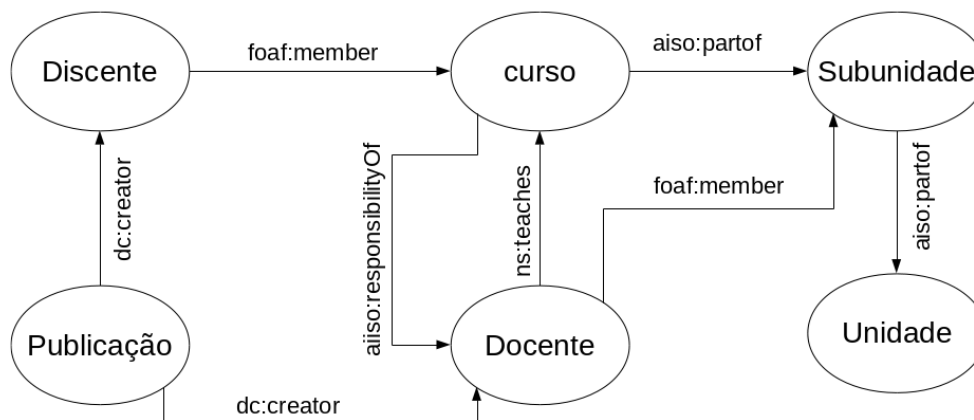 foaf:member
aiso:partof
Discente
curso
Subunidade
dc:creator
aiiso:responsibilityOf
ns:teaches
foaf:member
aiso:partof
Publicação
Docente
Unidade
dc:creator